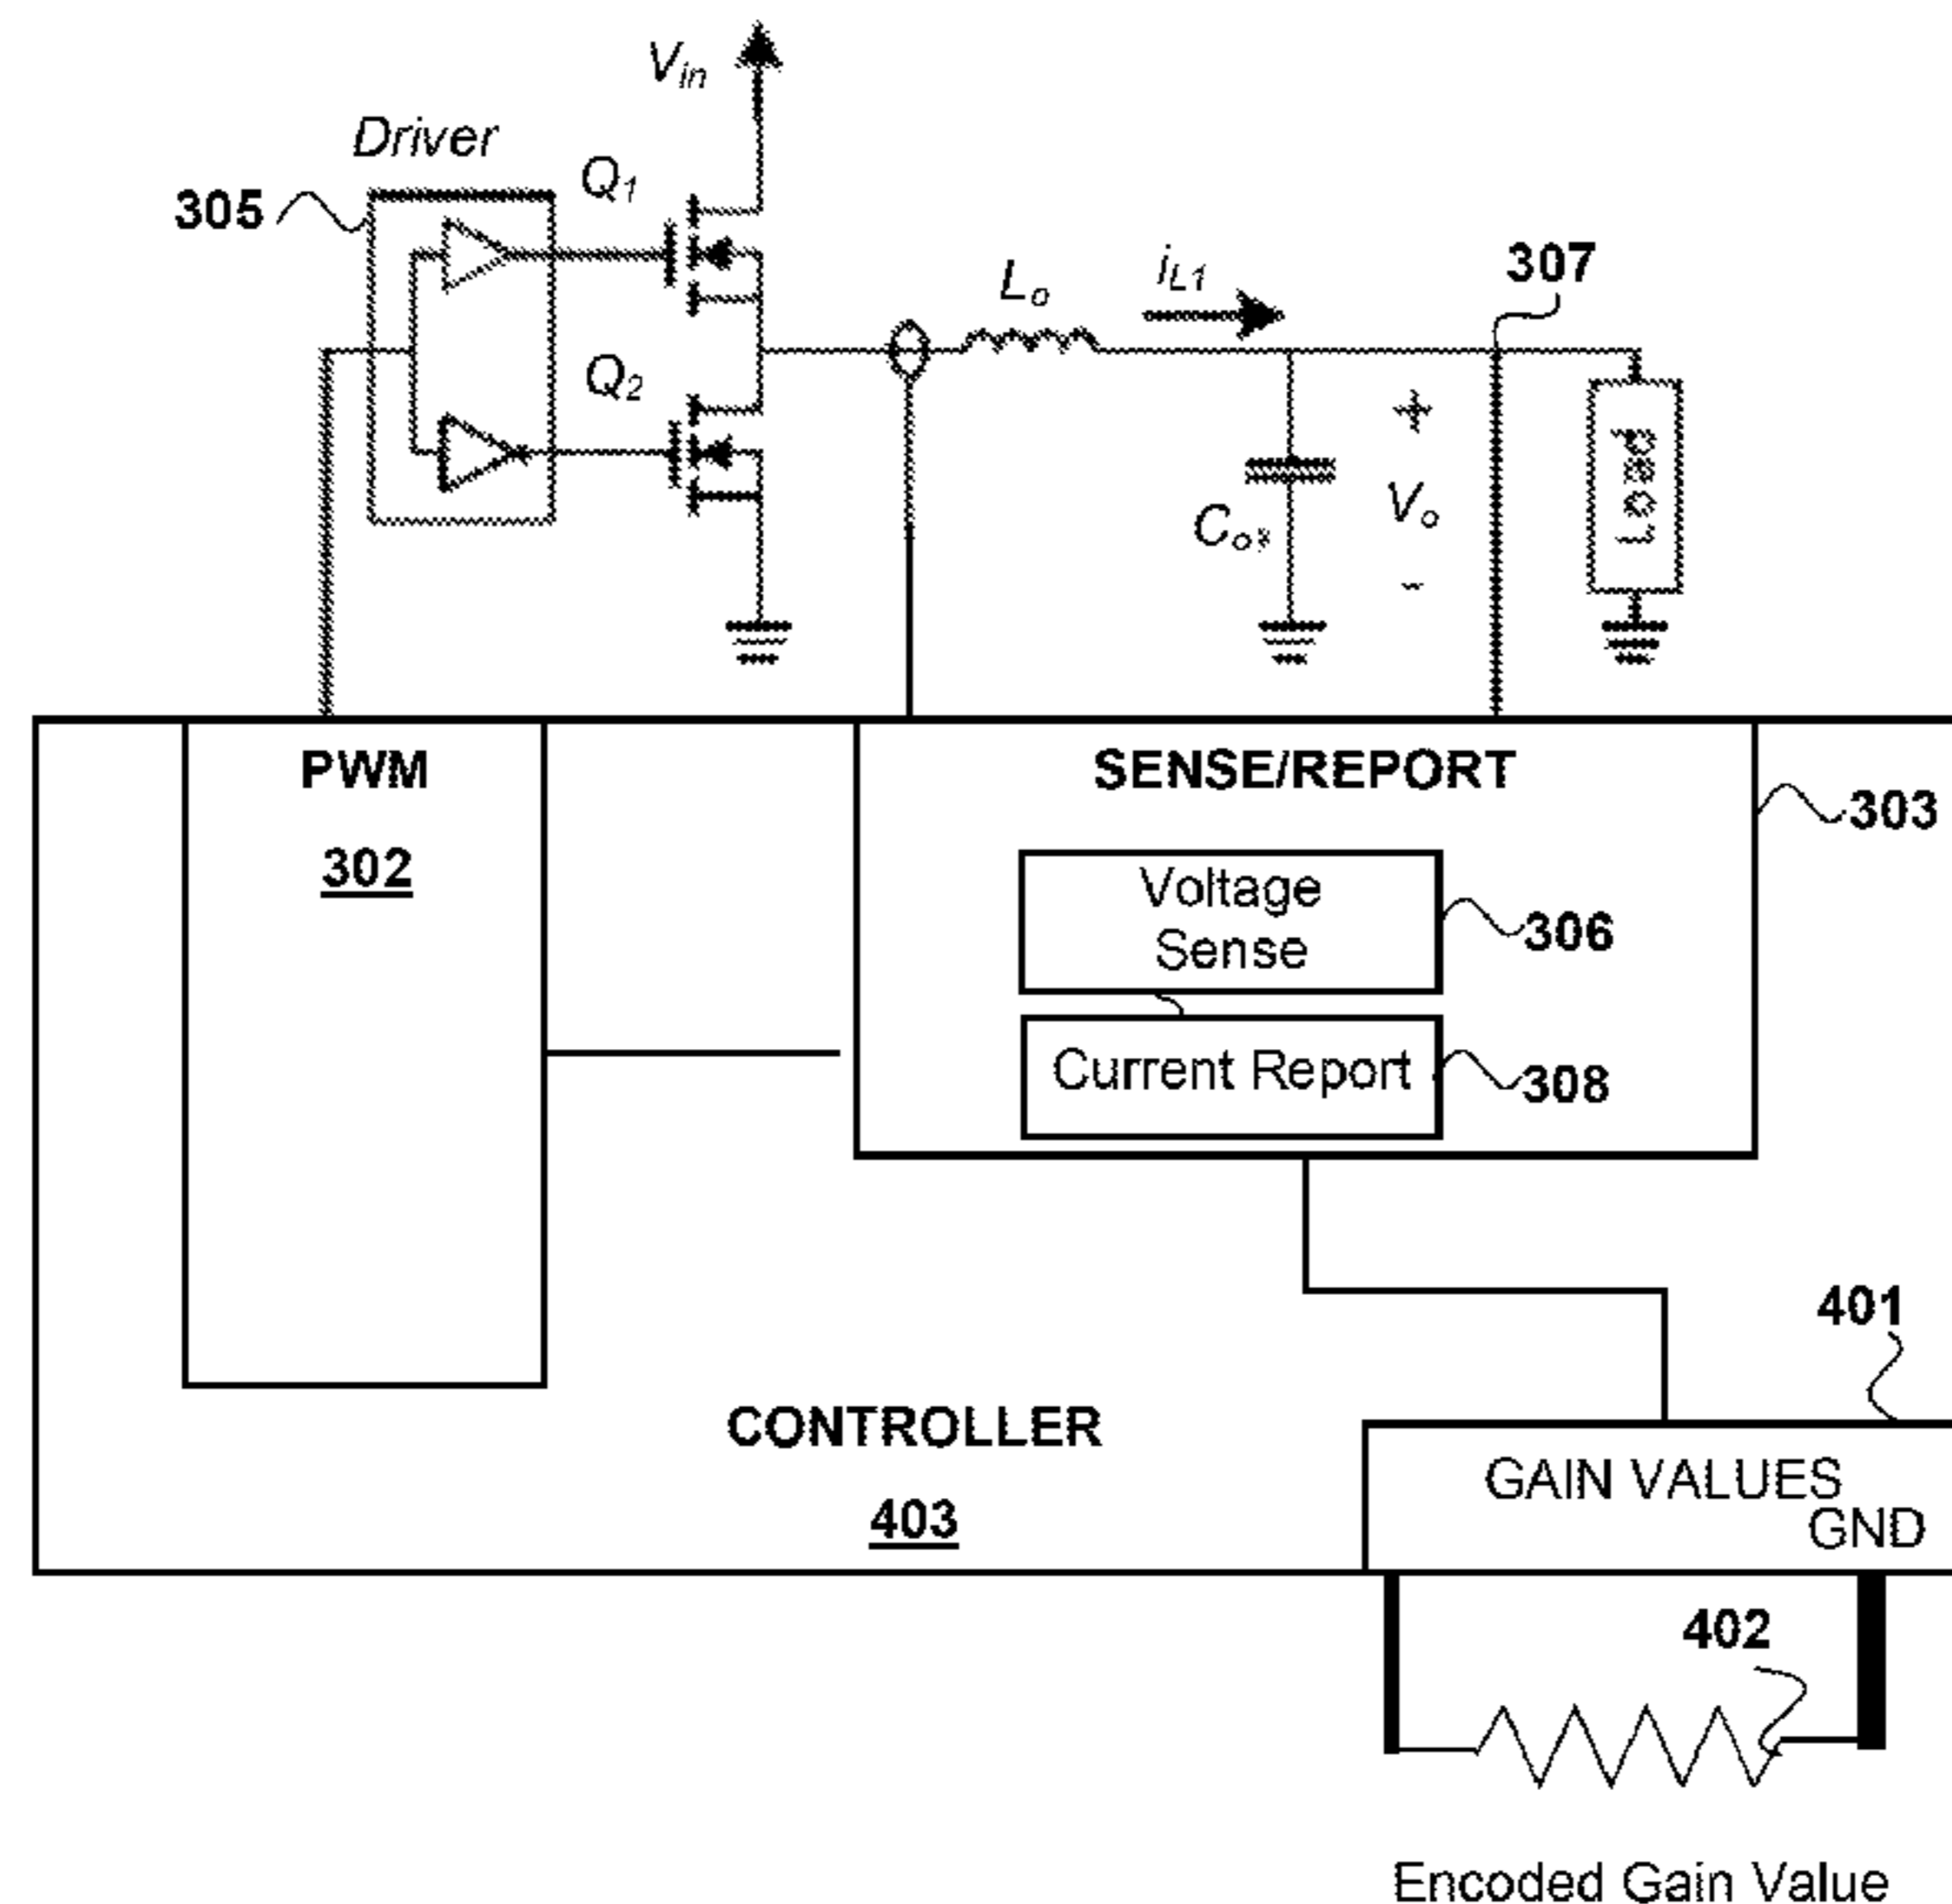 Vin
Driver
305
Q1
307
iL1
Lo
Q2
+
Load
Vo
Co
-
PWM
302
SENSE/REPORT
303
Voltage
Sense
306
Current Report
308
401
CONTROLLER
403
GAIN VALUES
GND
402
Encoded Gain Value